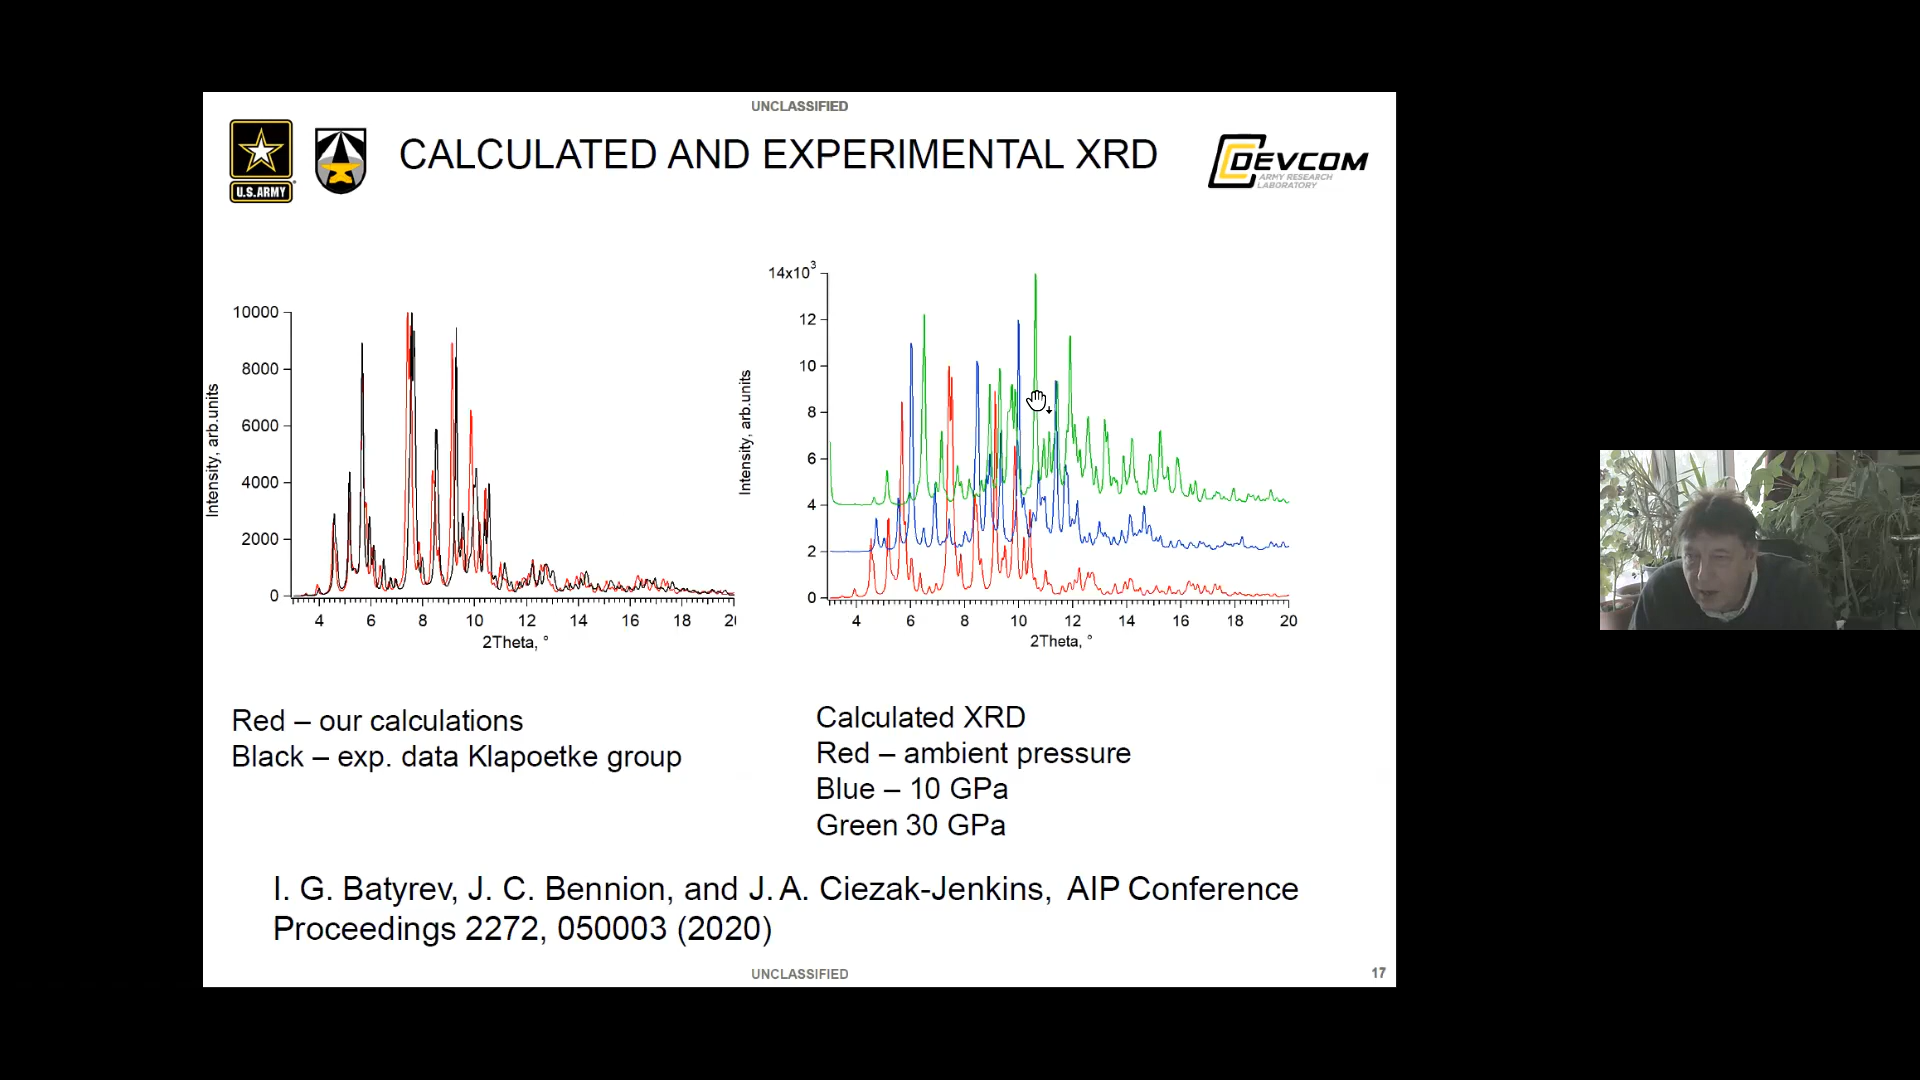 UNCLASSIFIED
U.S.ARMY
CALCULATED AND EXPERIMENTAL XRD
DEVCOM
ARMY RESEARCH
LABORATORY
10000
8000
6000
4000
2000
0
Intensity, arb.units
4 6 8 10 12 14 16 18 20
2Theta, °
14x10³
12
10
8
6
4
2
0
Intensity, arb.units
4 6 8 10 12 14 16 18 20
2Theta, °
Red – our calculations
Black – exp. data Klapoetke group
Calculated XRD
Red – ambient pressure
Blue – 10 GPa
Green 30 GPa
I. G. Batyrev, J. C. Bennion, and J. A. Ciezak-Jenkins, AIP Conference
Proceedings 2272, 050003 (2020)
UNCLASSIFIED
17